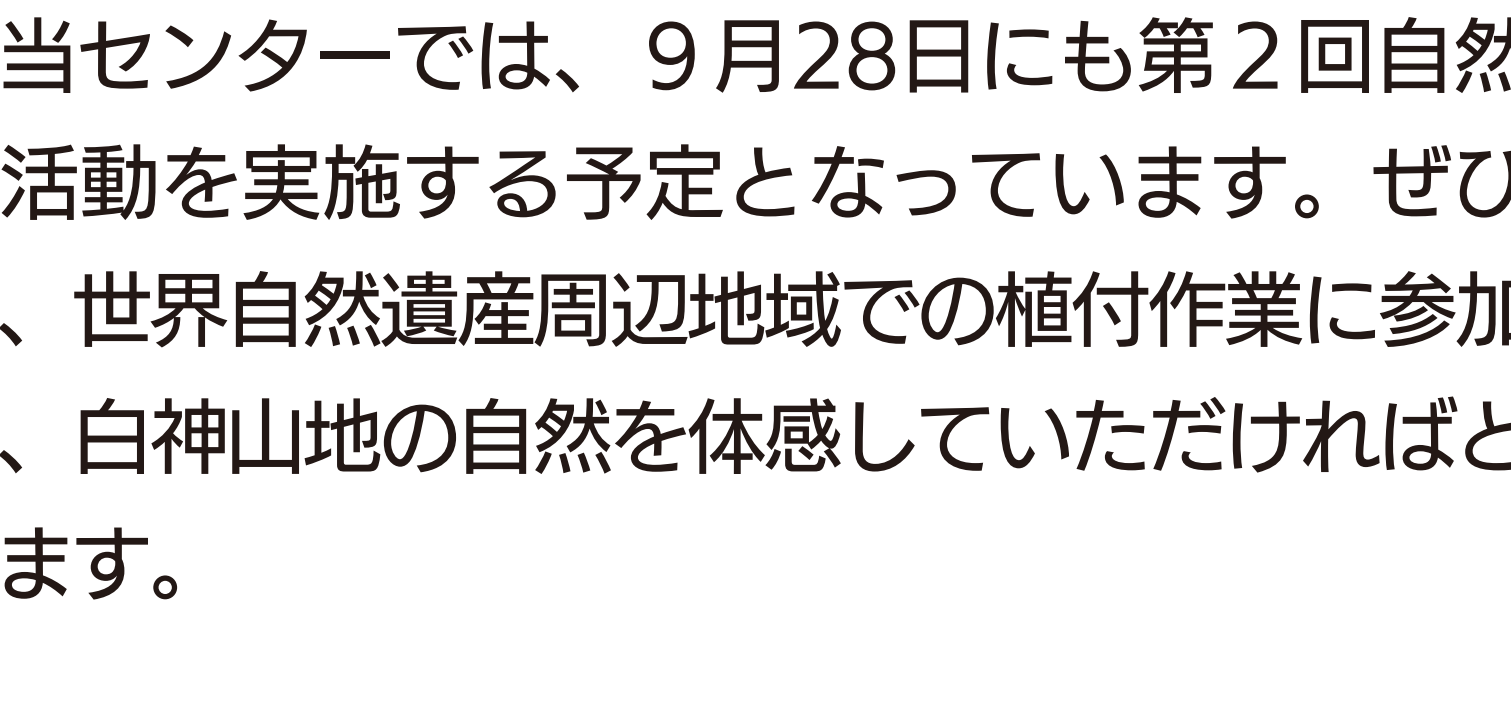 当センターでは、９月28日にも第２回自然
活動を実施する予定となっています。ぜひ
、世界自然遺産周辺地域での植付作業に参加
、白神山地の自然を体感していただければと
ます。